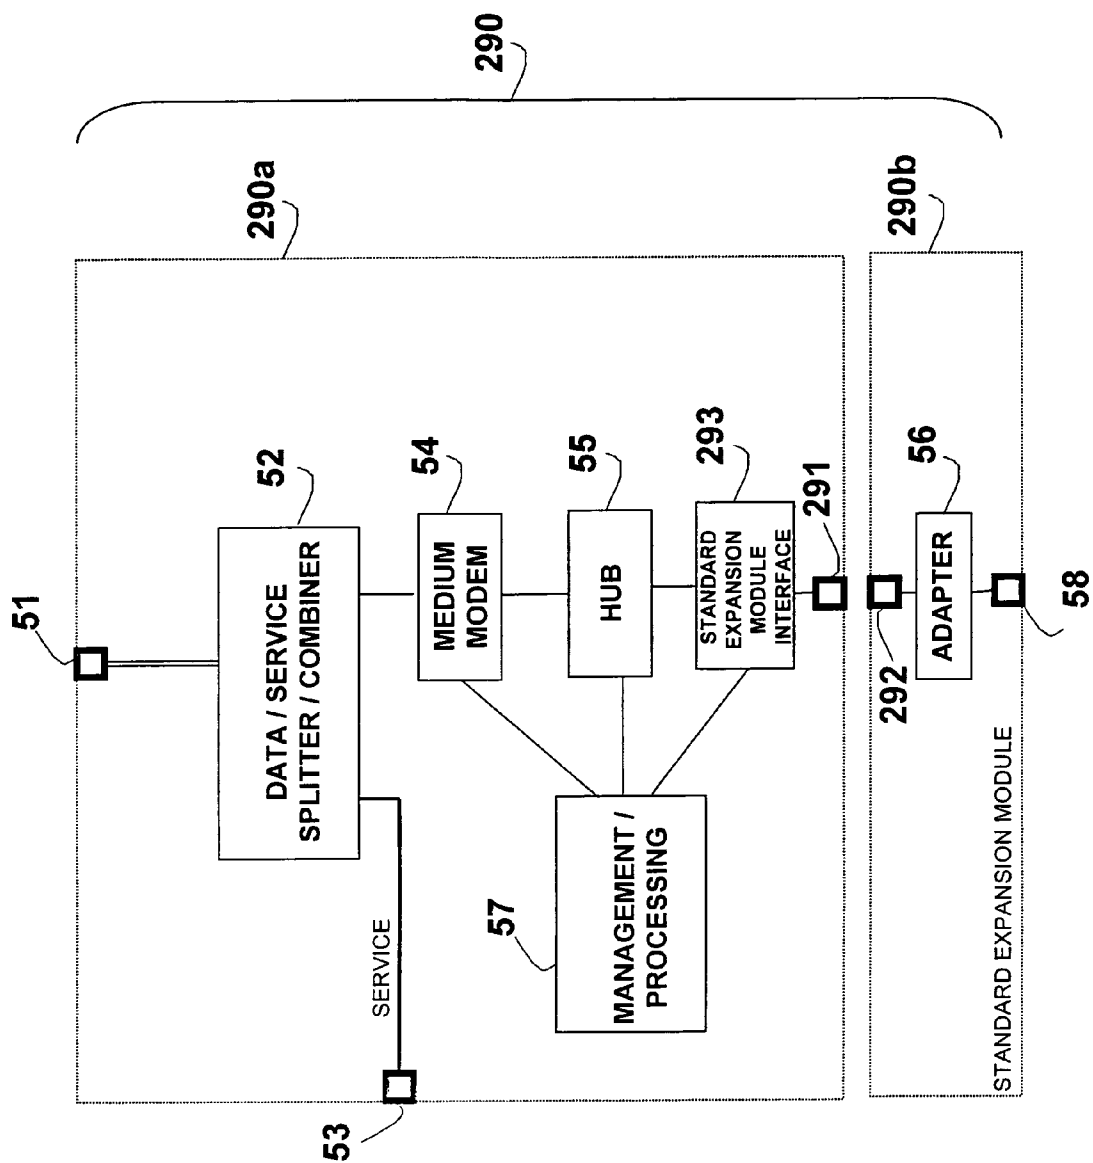 290
290a
290b
51
52
DATA / SERVICE
SPLITTER / COMBINER
54
MEDIUM
MODEM
55
HUB
293
STANDARD
EXPANSION
MODULE
INTERFACE
291
57
MANAGEMENT /
PROCESSING
SERVICE
53
292
56
ADAPTER
58
STANDARD EXPANSION MODULE